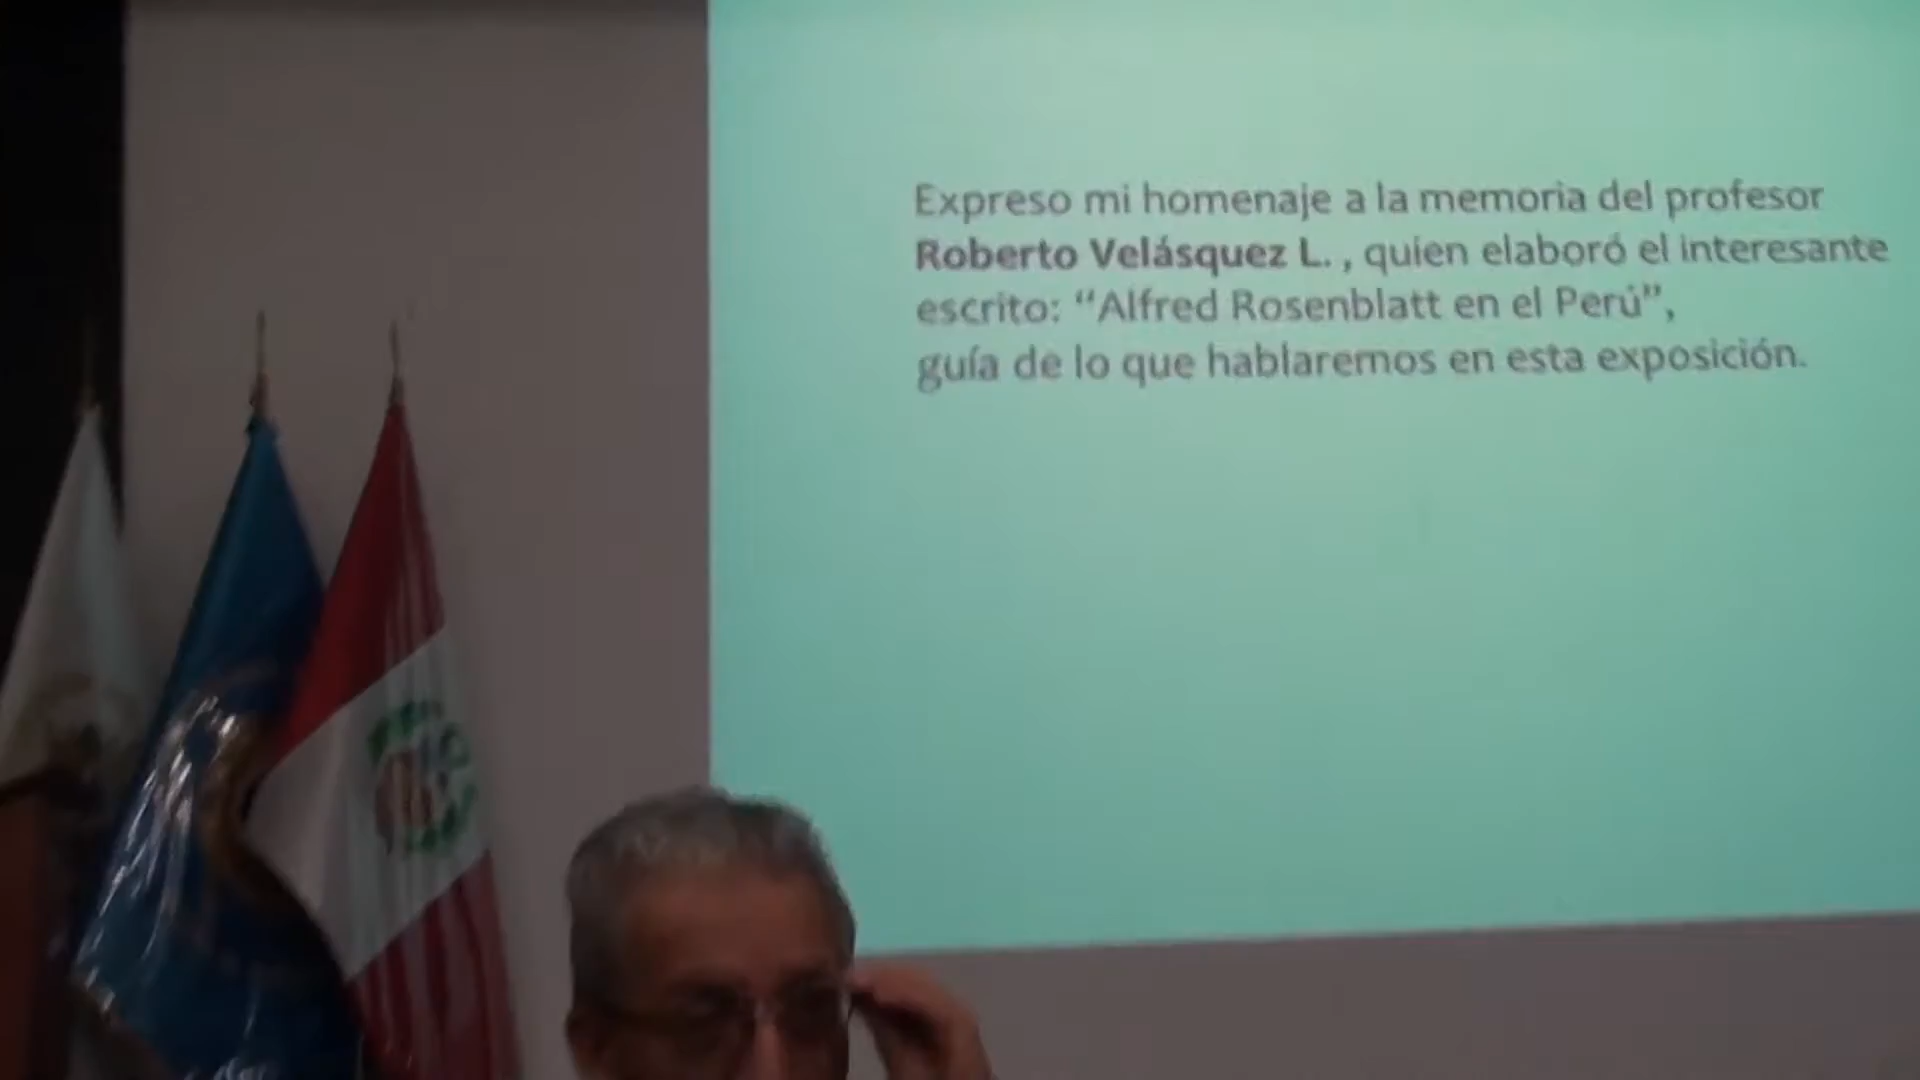 Expreso mi homenaje a la memoria del profesor
Roberto Velásquez L. , quien elaboró el interesante
escrito: “Alfred Rosenblatt en el Perú”,
guía de lo que hablaremos en esta exposición.